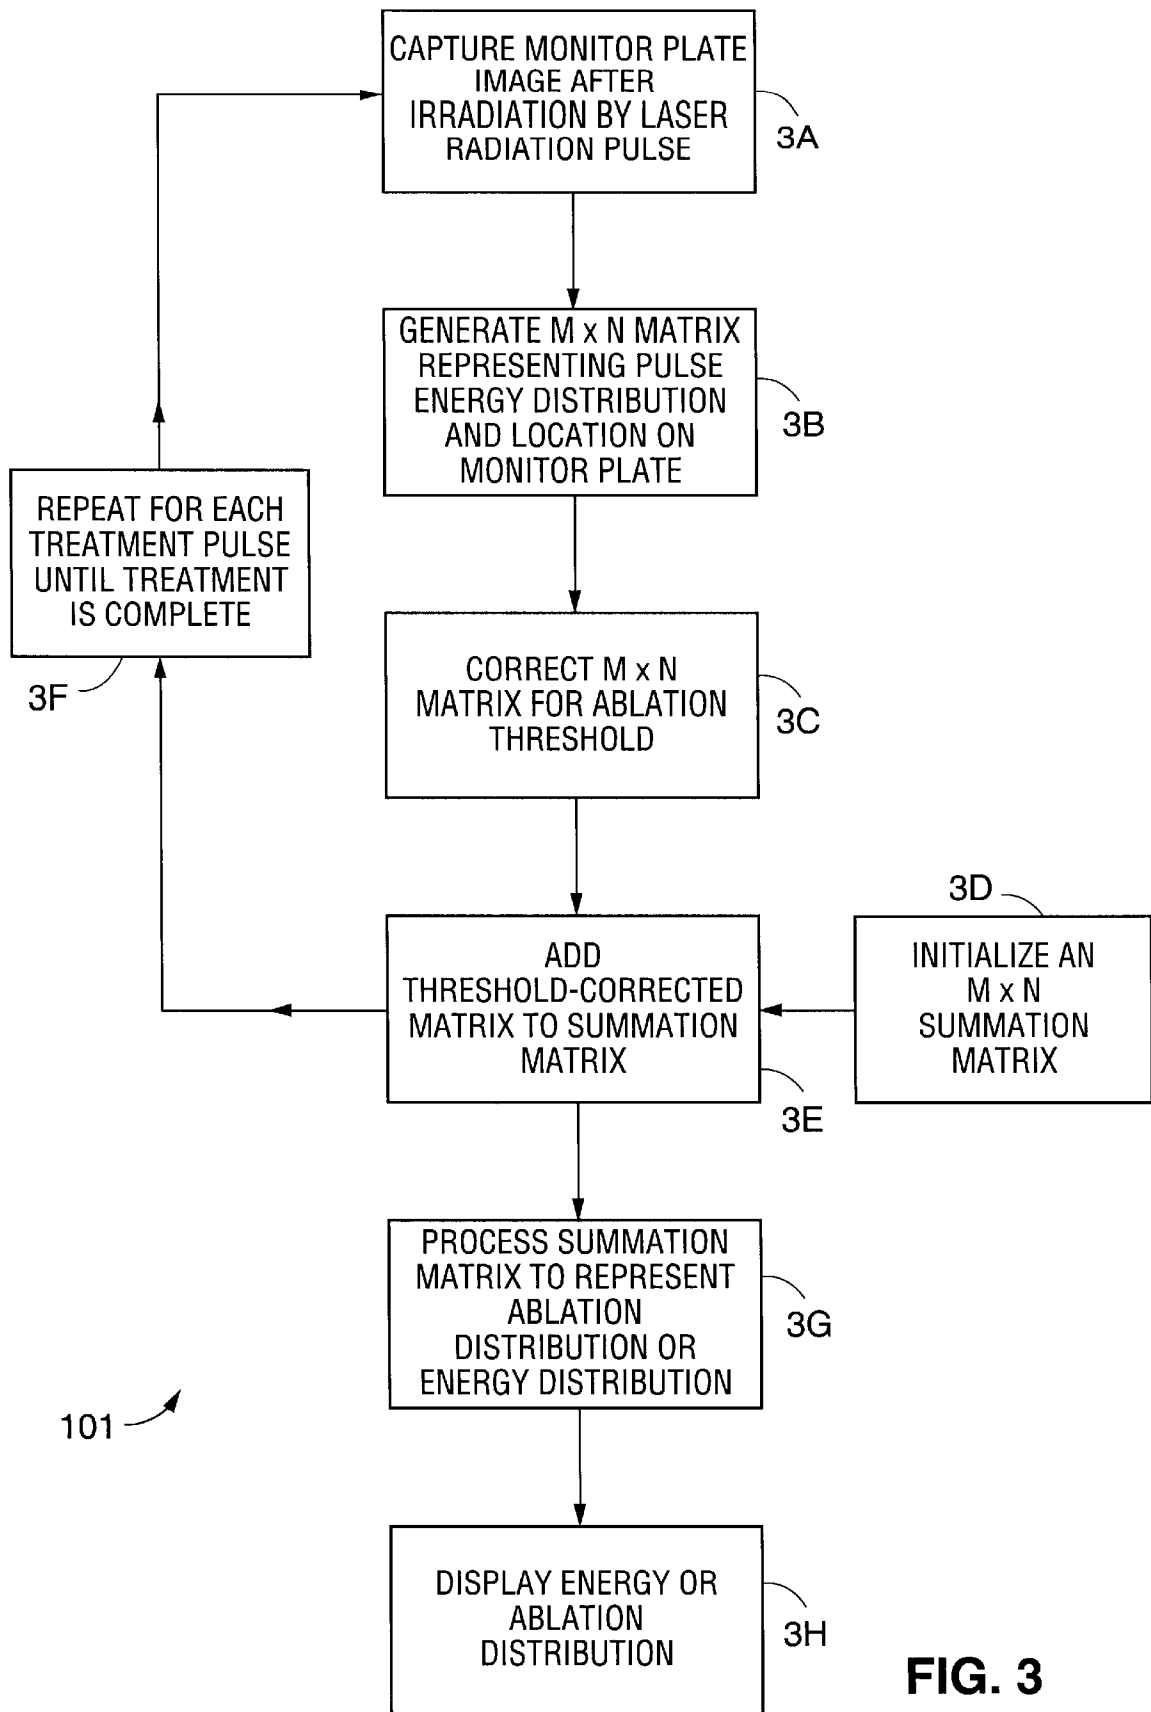 CAPTURE MONITOR PLATE
IMAGE AFTER
IRRADIATION BY LASER
RADIATION PULSE
3A
GENERATE M x N MATRIX
REPRESENTING PULSE
ENERGY DISTRIBUTION
AND LOCATION ON
MONITOR PLATE
3B
REPEAT FOR EACH
TREATMENT PULSE
UNTIL TREATMENT
IS COMPLETE
3F
CORRECT M x N
MATRIX FOR ABLATION
THRESHOLD
3C
3D
INITIALIZE AN
M x N
SUMMATION
MATRIX
ADD
THRESHOLD-CORRECTED
MATRIX TO SUMMATION
MATRIX
3E
PROCESS SUMMATION
MATRIX TO REPRESENT
ABLATION
DISTRIBUTION OR
ENERGY DISTRIBUTION
3G
101
DISPLAY ENERGY OR
ABLATION
DISTRIBUTION
3H
FIG. 3